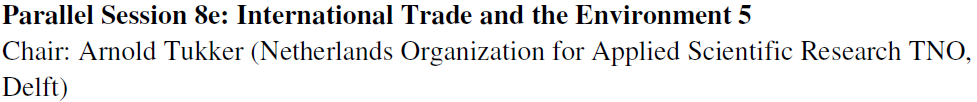 Parallel Session 8e: International Trade and the Environment 5
Chair: Arnold Tukker (Netherlands Organization for Applied Scientific Research TNO,
Delft)